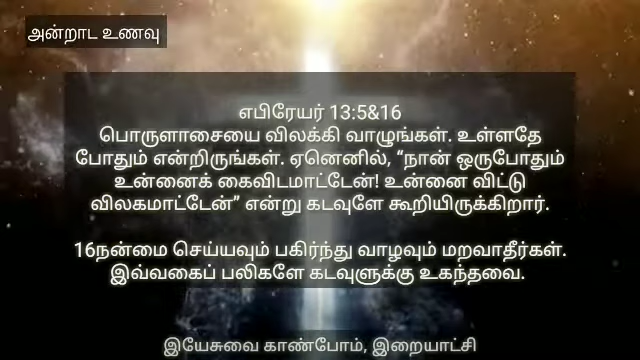 அன்றாட உணவு
எபிரேயர் 13:5&16
பொருளாசையை விலக்கி வாழுங்கள். உள்ளதே
போதும் என்றிருங்கள். ஏனெனில், “நான் ஒருபோதும்
உன்னைக் கைவிடமாட்டேன்! உன்னை விட்டு
விலகமாட்டேன்” என்று கடவுளே கூறியிருக்கிறார்.
16நன்மை செய்யவும் பகிர்ந்து வாழவும் மறவாதீர்கள்.
இவ்வகைப் பலிகளே கடவுளுக்கு உகந்தவை.
இயேசுவை காண்போம், இறையாட்சி